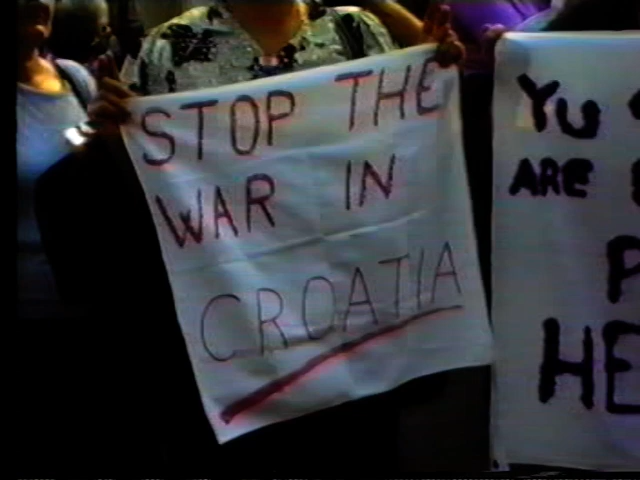 STOP THE
WAR IN
CROATIA
YU
ARE
HE